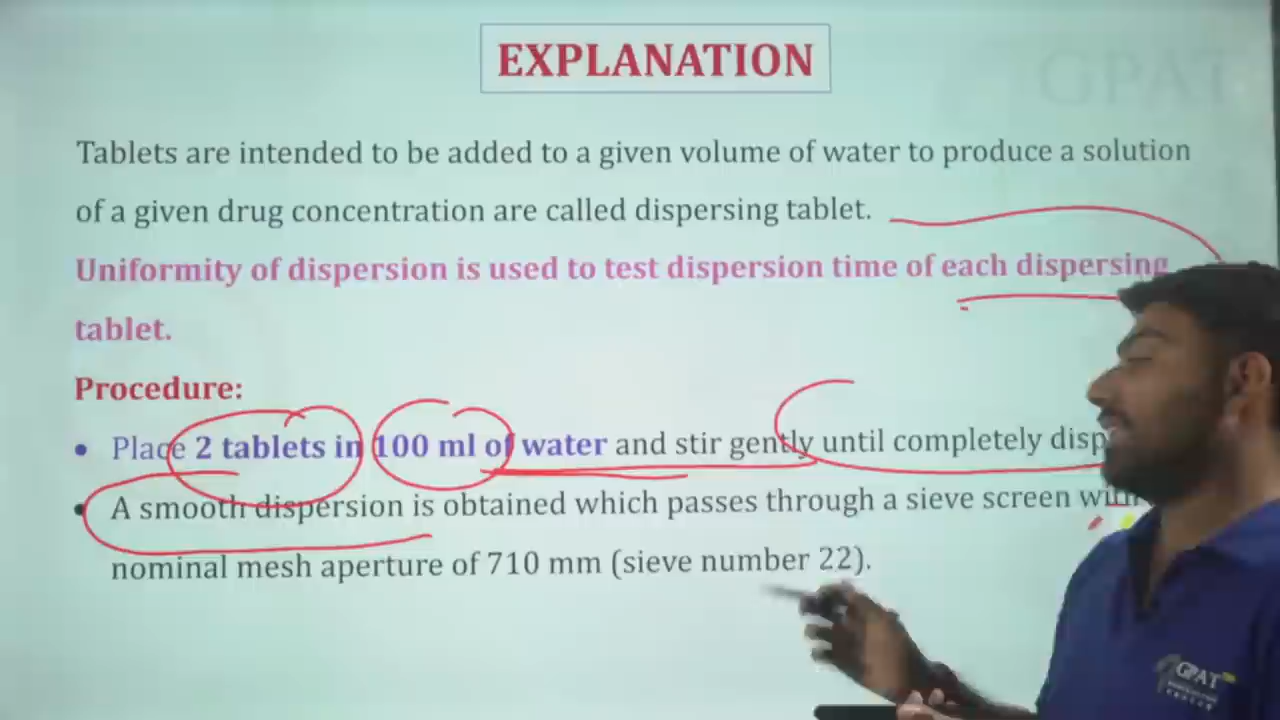 EXPLANATION
GPAT
Tablets are intended to be added to a given volume of water to produce a solution
of a given drug concentration are called dispersing tablet.
Uniformity of dispersion is used to test dispersion time of each dispersing
tablet.
Procedure:
• Place 2 tablets in 100 ml of water and stir gently until completely disp
• A smooth dispersion is obtained which passes through a sieve screen with
nominal mesh aperture of 710 mm (sieve number 22).
GPAT